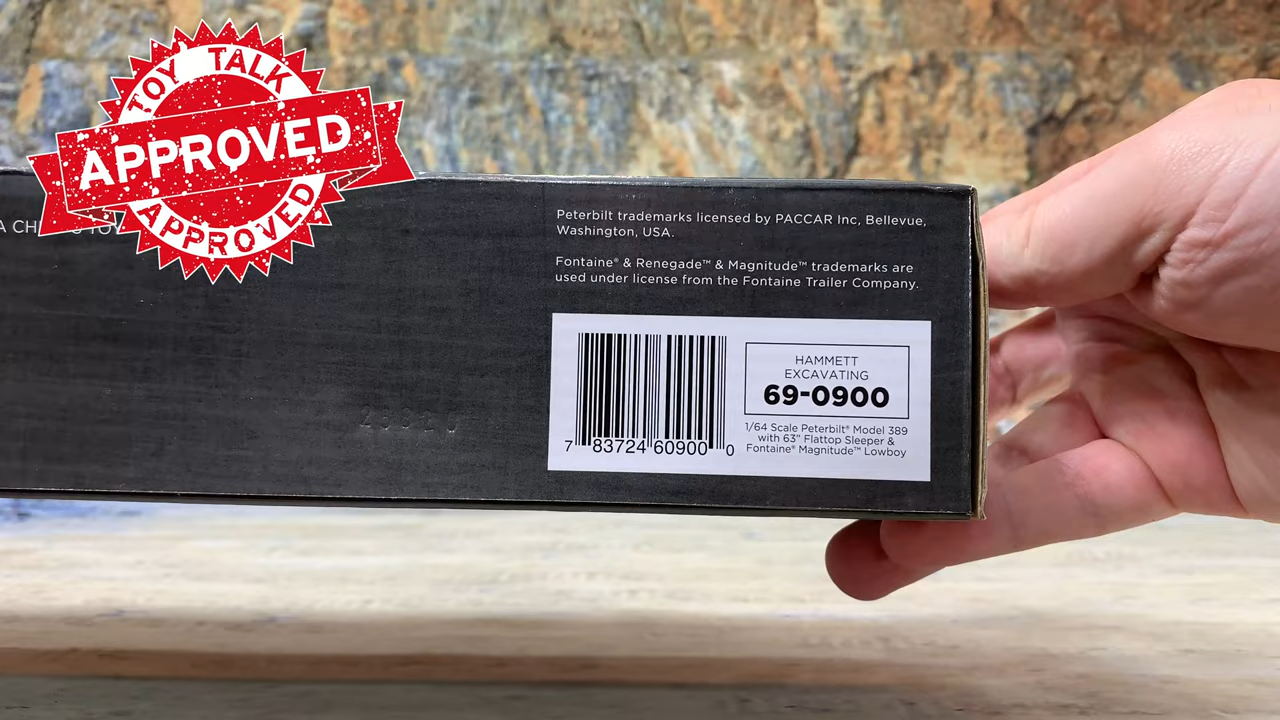 TOY TALK
APPROVED
APPROVED
A CH
Peterbilt trademarks licensed by PACCAR Inc, Bellevue,
Washington, USA.
Fontaine® & Renegade™ & Magnitude™ trademarks are
used under license from the Fontaine Trailer Company.
HAMMETT
EXCAVATING
69-0900
1/64 Scale Peterbilt® Model 389
with 63" Flattop Sleeper &
Fontaine® Magnitude™ Lowboy
7 83724 60900 0